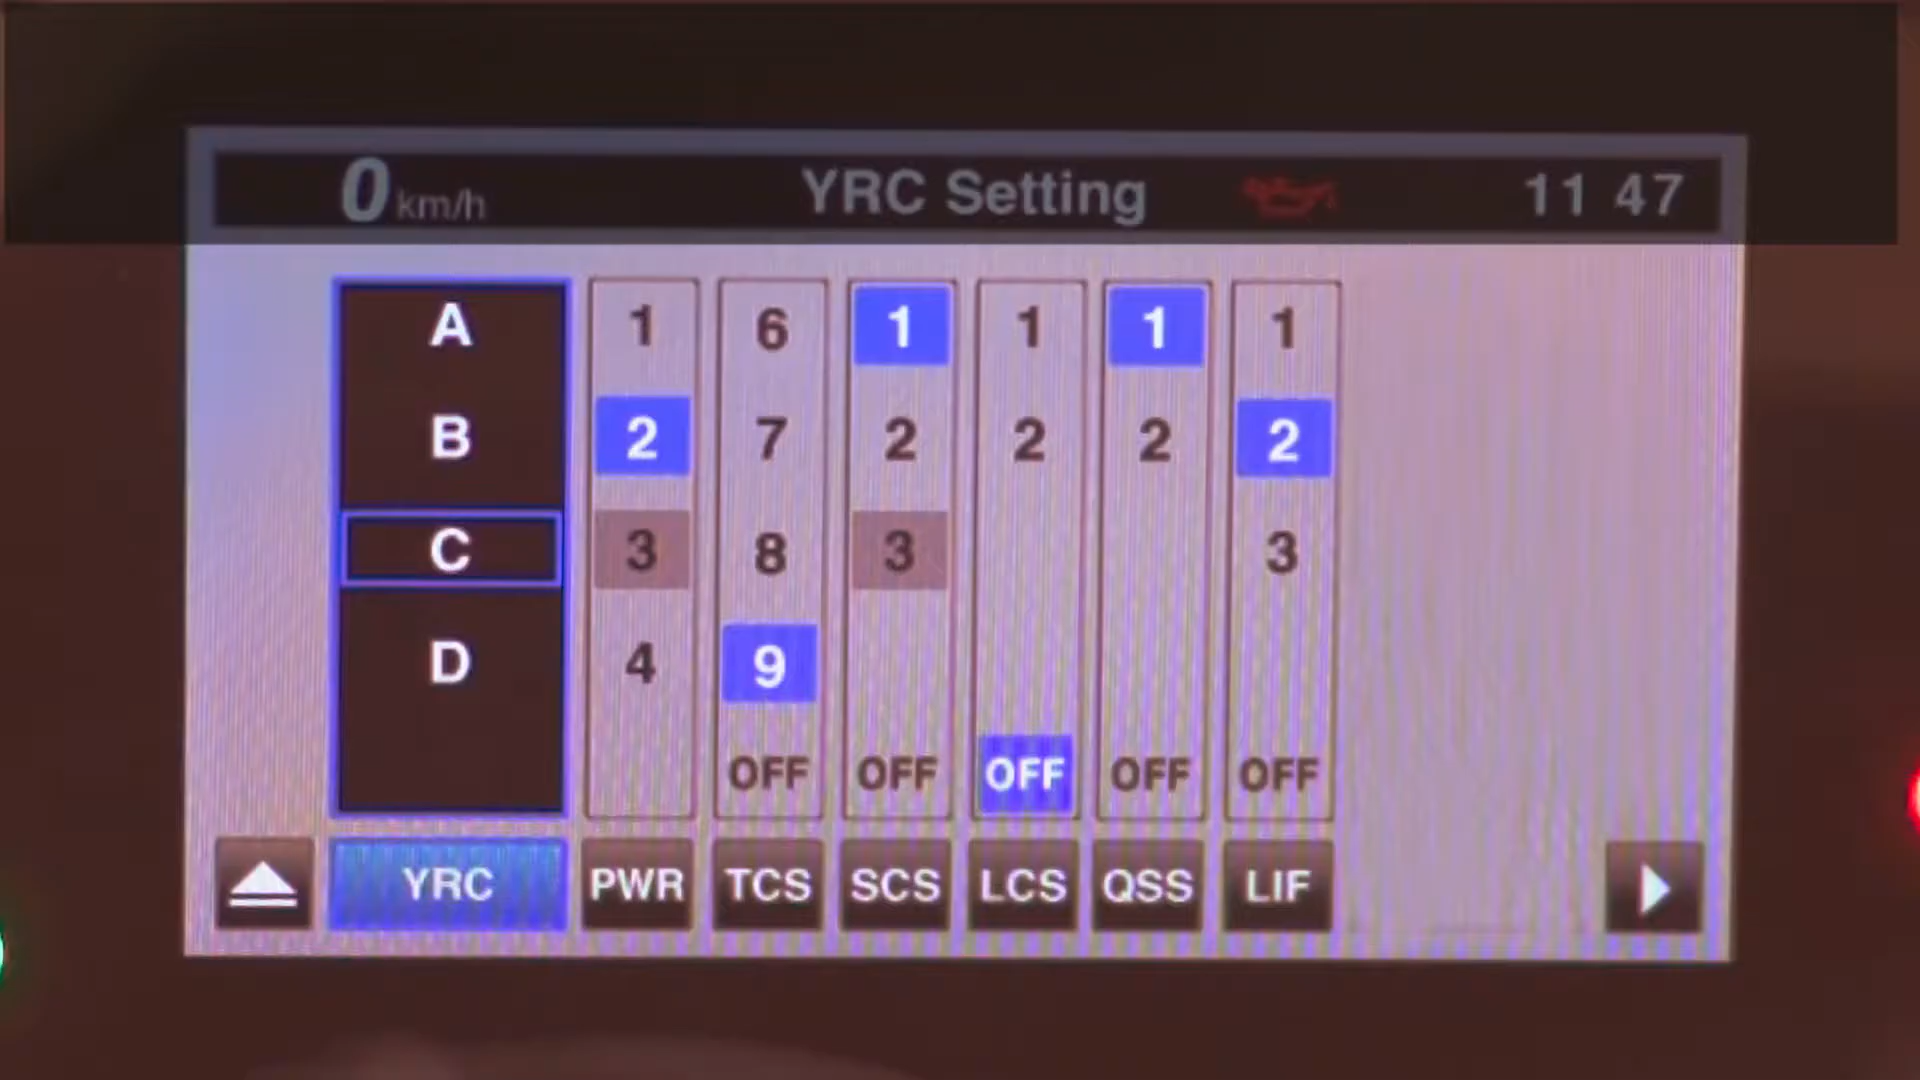 0 km/h YRC Setting 11 47
A 1 6 1 1 1 1
B 2 7 2 2 2 2
C 3 8 3 3
D 4 9
OFF OFF OFF OFF OFF
YRC PWR TCS SCS LCS QSS LIF